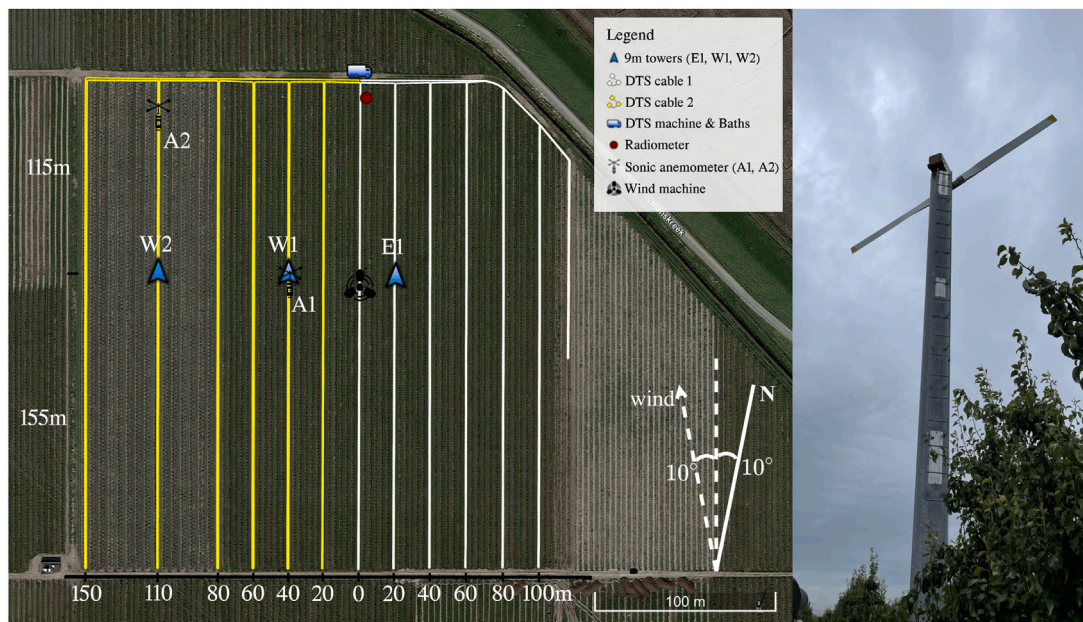 Legend
9m towers (E1, W1, W2)
DTS cable 1
DTS cable 2
DTS machine & Baths
Radiometer
Sonic anemometer (A1, A2)
Wind machine
A2
115m
W2
W1
E1
A1
155m
wind
N
10°
10°
150
110
80
60
40
20
0
20
40
60
80
100m
100 m